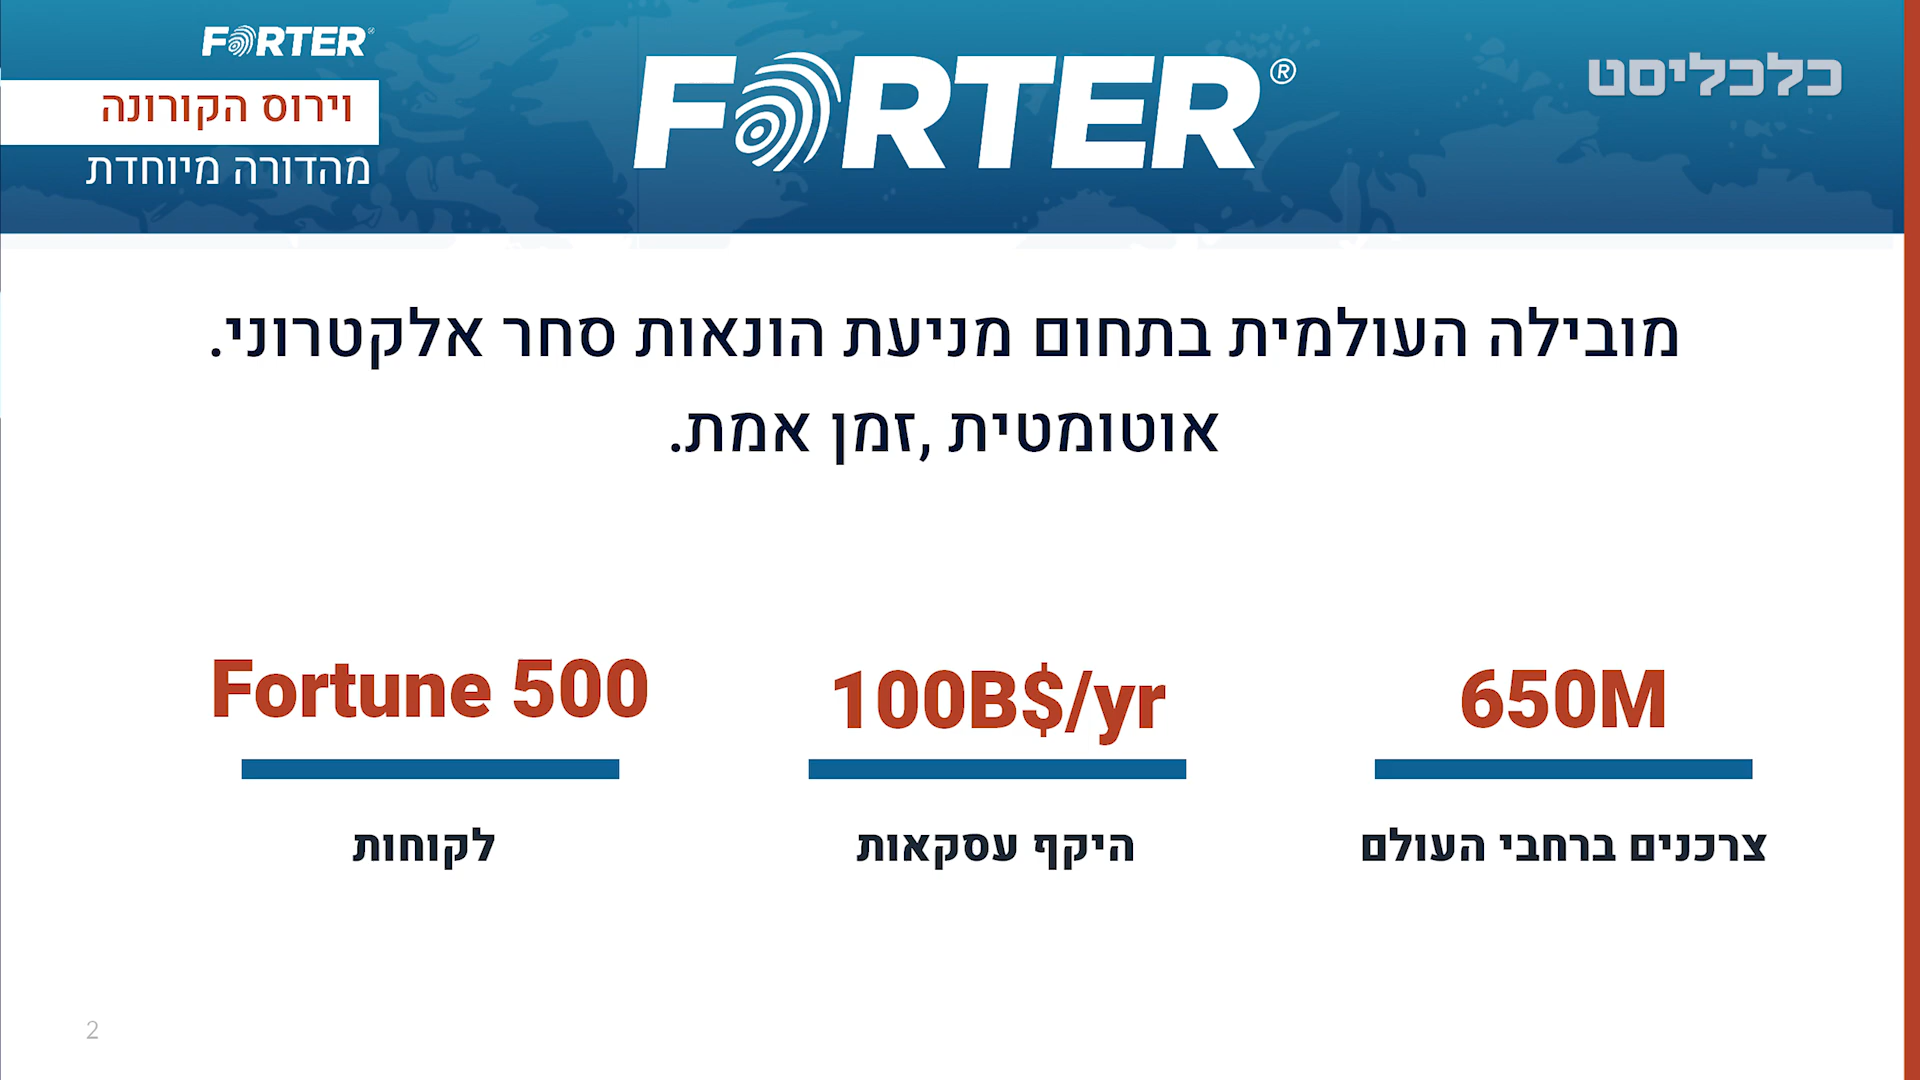 FORTER®
וירוס הקורונה
מהדורה מיוחדת
FORTER®
כלכליסט
מובילה העולמית בתחום מניעת הונאות סחר אלקטרוני.
אוטומטית ,זמן אמת.
650M
צרכנים ברחבי העולם
100B$/yr
היקף עסקאות
Fortune 500
לקוחות
2